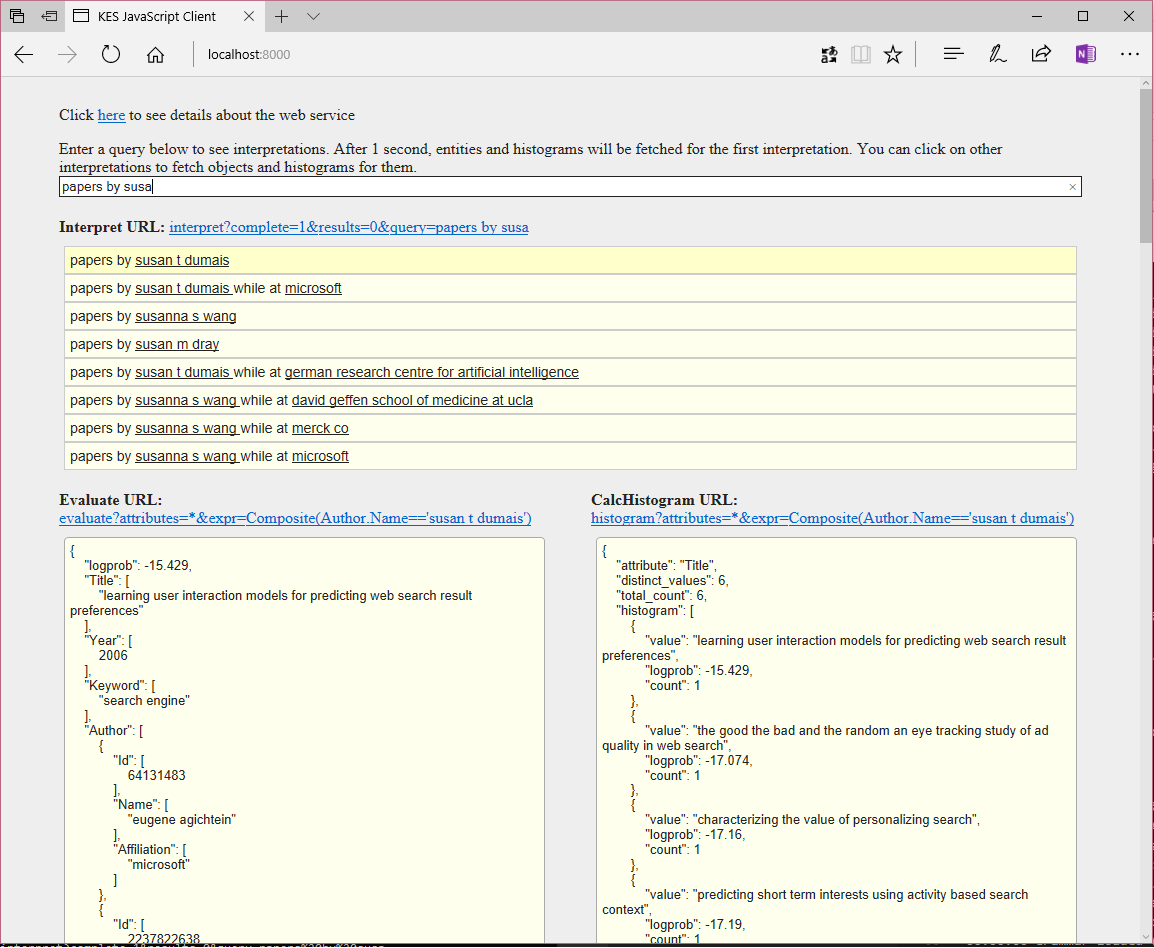 KES JavaScript Client
localhost:8000
Click here to see details about the web service
Enter a query below to see interpretations. After 1 second, entities and histograms will be fetched for the first interpretation. You can click on other
interpretations to fetch objects and histograms for them.
papers by susa
Interpret URL: interpret?complete=1&results=0&query=papers by susa
papers by susan t dumais
papers by susan t dumais while at microsoft
papers by susanna s wang
papers by susan m dray
papers by susan t dumais while at german research centre for artificial intelligence
papers by susanna s wang while at david geffen school of medicine at ucla
papers by susanna s wang while at merck co
papers by susanna s wang while at microsoft
Evaluate URL:
evaluate?attributes=*&expr=Composite(Author.Name=='susan t dumais')
{
"logprob": -15.429,
"Title": [
"learning user interaction models for predicting web search result
preferences"
],
"Year": [
2006
],
"Keyword": [
"search engine"
],
"Author": [
{
"Id": [
64131483
],
"Name": [
"eugene agichtein"
],
"Affiliation": [
"microsoft"
]
},
{
"Id": [
2237822638
CalcHistogram URL:
histogram?attributes=*&expr=Composite(Author.Name=='susan t dumais')
{
"attribute": "Title",
"distinct_values": 6,
"total_count": 6,
"histogram": [
{
"value": "learning user interaction models for predicting web search result
preferences",
"logprob": -15.429,
"count": 1
},
{
"value": "the good the bad and the random an eye tracking study of ad
quality in web search",
"logprob": -17.074,
"count": 1
},
{
"value": "characterizing the value of personalizing search",
"logprob": -17.16,
"count": 1
},
{
"value": "predicting short term interests using activity based search
context",
"logprob": -17.19,
"count": 1